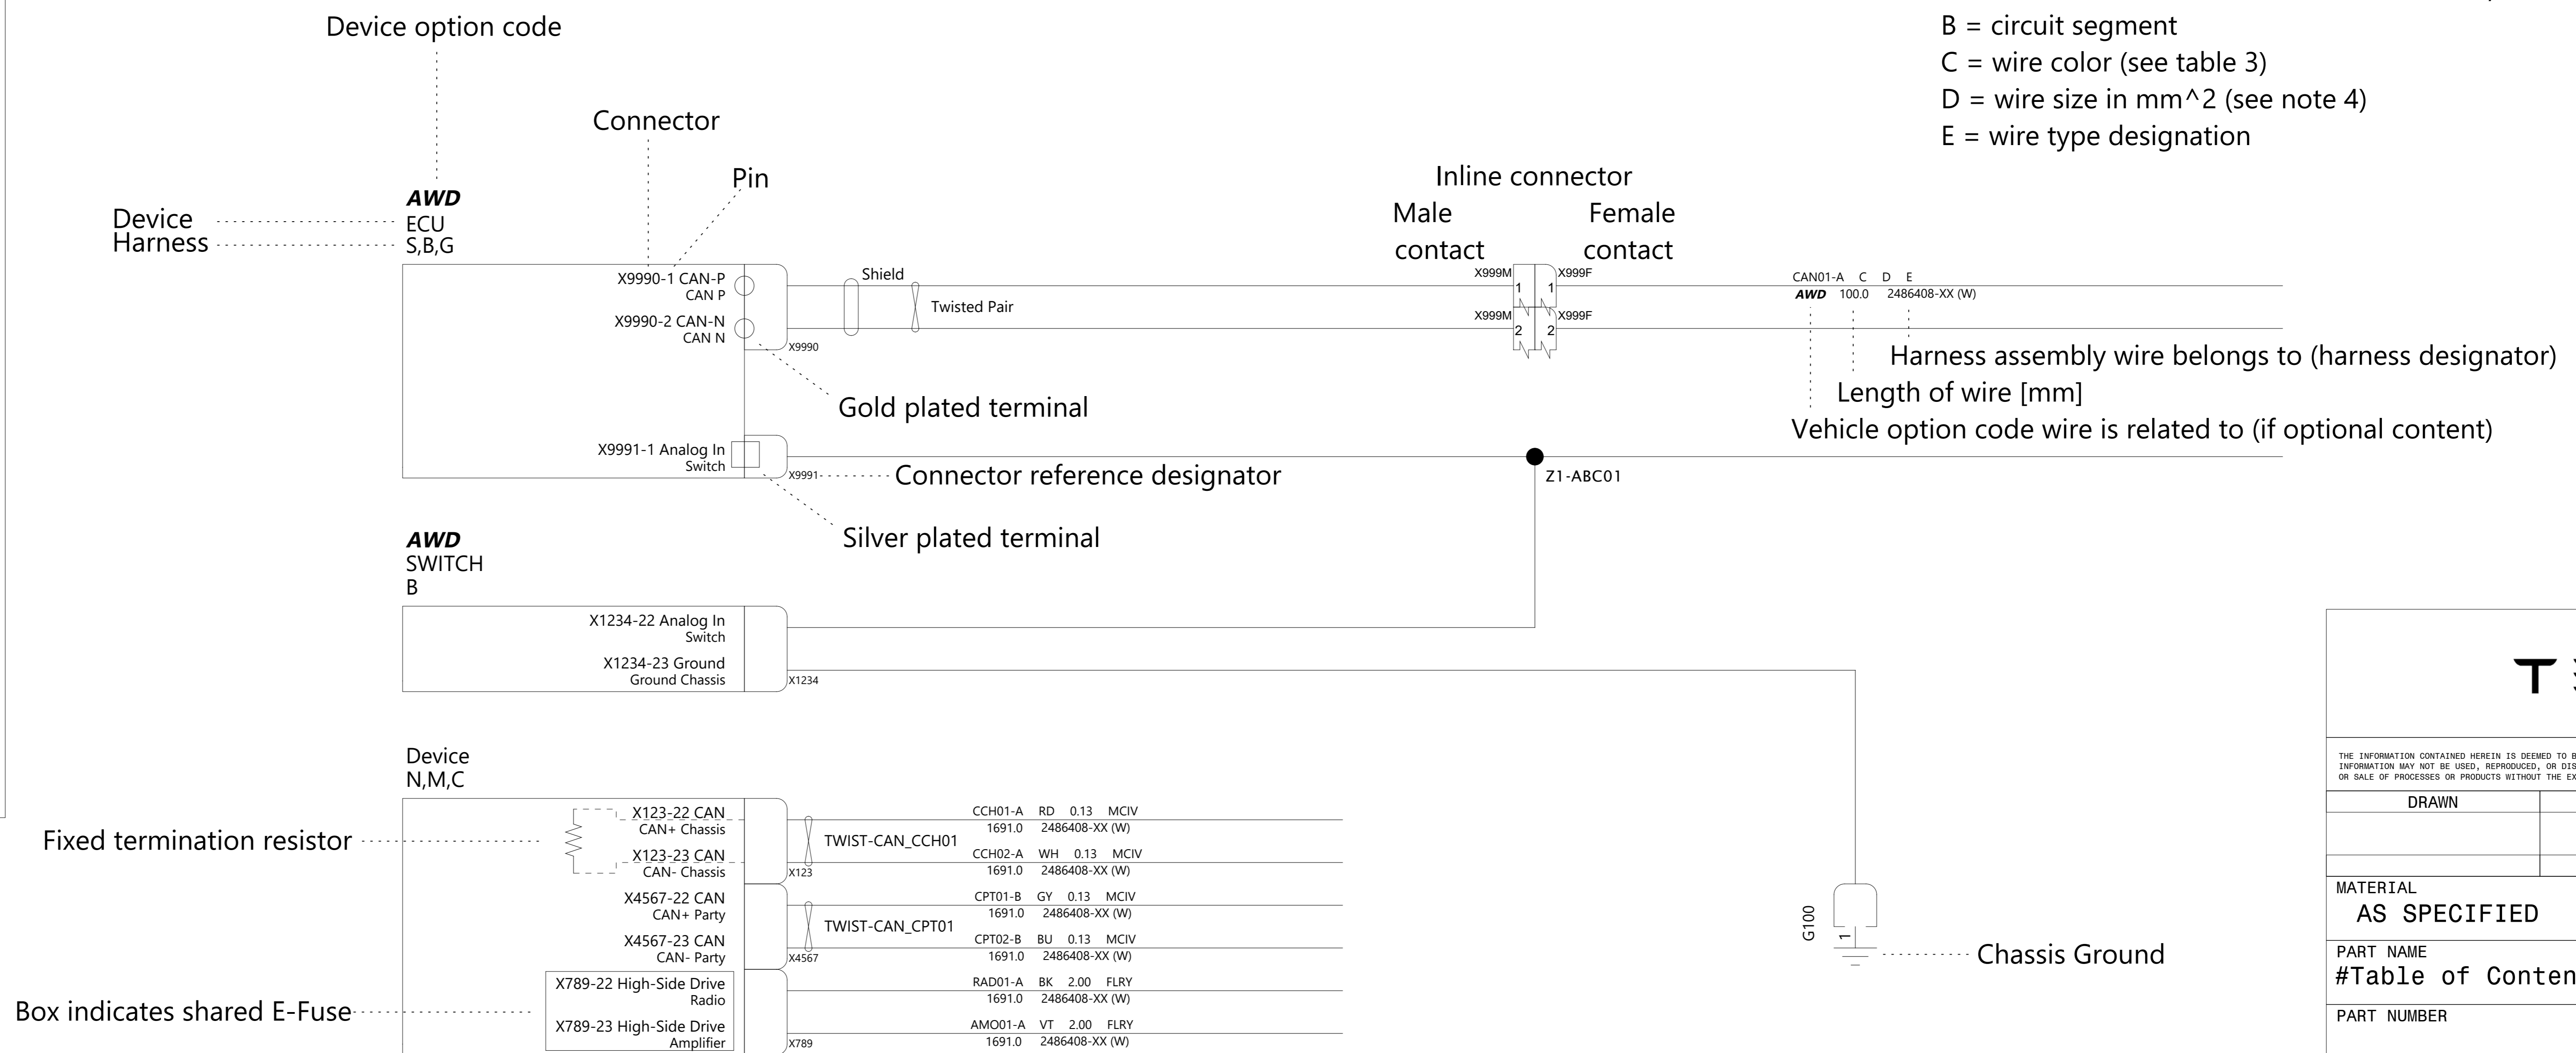 Device option code
B = circuit segment
C = wire color (see table 3)
D = wire size in mm^2 (see note 4)
E = wire type designation
Connector
Pin
Inline connector
Male contact
Female contact
AWD
Device
ECU
Harness
S,B,G
X9990-1 CAN-P
CAN P
X9990-2 CAN-N
CAN N
X9990
Shield
Twisted Pair
X999M
1
1
X999F
X999M
2
2
X999F
CAN01-A C D E
AWD 100.0 2486408-XX (W)
Harness assembly wire belongs to (harness designator)
Length of wire [mm]
Vehicle option code wire is related to (if optional content)
Gold plated terminal
X9991-1 Analog In
Switch
X9991
Connector reference designator
Z1-ABC01
Silver plated terminal
AWD
SWITCH
B
X1234-22 Analog In
Switch
X1234-23 Ground
Ground Chassis
X1234
Device
N,M,C
Fixed termination resistor
X123-22 CAN
CAN+ Chassis
X123-23 CAN
CAN- Chassis
X123
TWIST-CAN_CCH01
CCH01-A RD 0.13 MCIV
1691.0 2486408-XX (W)
CCH02-A WH 0.13 MCIV
1691.0 2486408-XX (W)
X4567-22 CAN
CAN+ Party
X4567-23 CAN
CAN- Party
X4567
TWIST-CAN_CPT01
CPT01-B GY 0.13 MCIV
1691.0 2486408-XX (W)
CPT02-B BU 0.13 MCIV
1691.0 2486408-XX (W)
Box indicates shared E-Fuse
X789-22 High-Side Drive
Radio
X789-23 High-Side Drive
Amplifier
X789
RAD01-A BK 2.00 FLRY
1691.0 2486408-XX (W)
AMO01-A VT 2.00 FLRY
1691.0 2486408-XX (W)
G100
1
Chassis Ground
T
THE INFORMATION CONTAINED HEREIN IS DEEMED TO B
INFORMATION MAY NOT BE USED, REPRODUCED, OR DIS
OR SALE OF PROCESSES OR PRODUCTS WITHOUT THE EX
DRAWN
MATERIAL
AS SPECIFIED
PART NAME
#Table of Conten
PART NUMBER